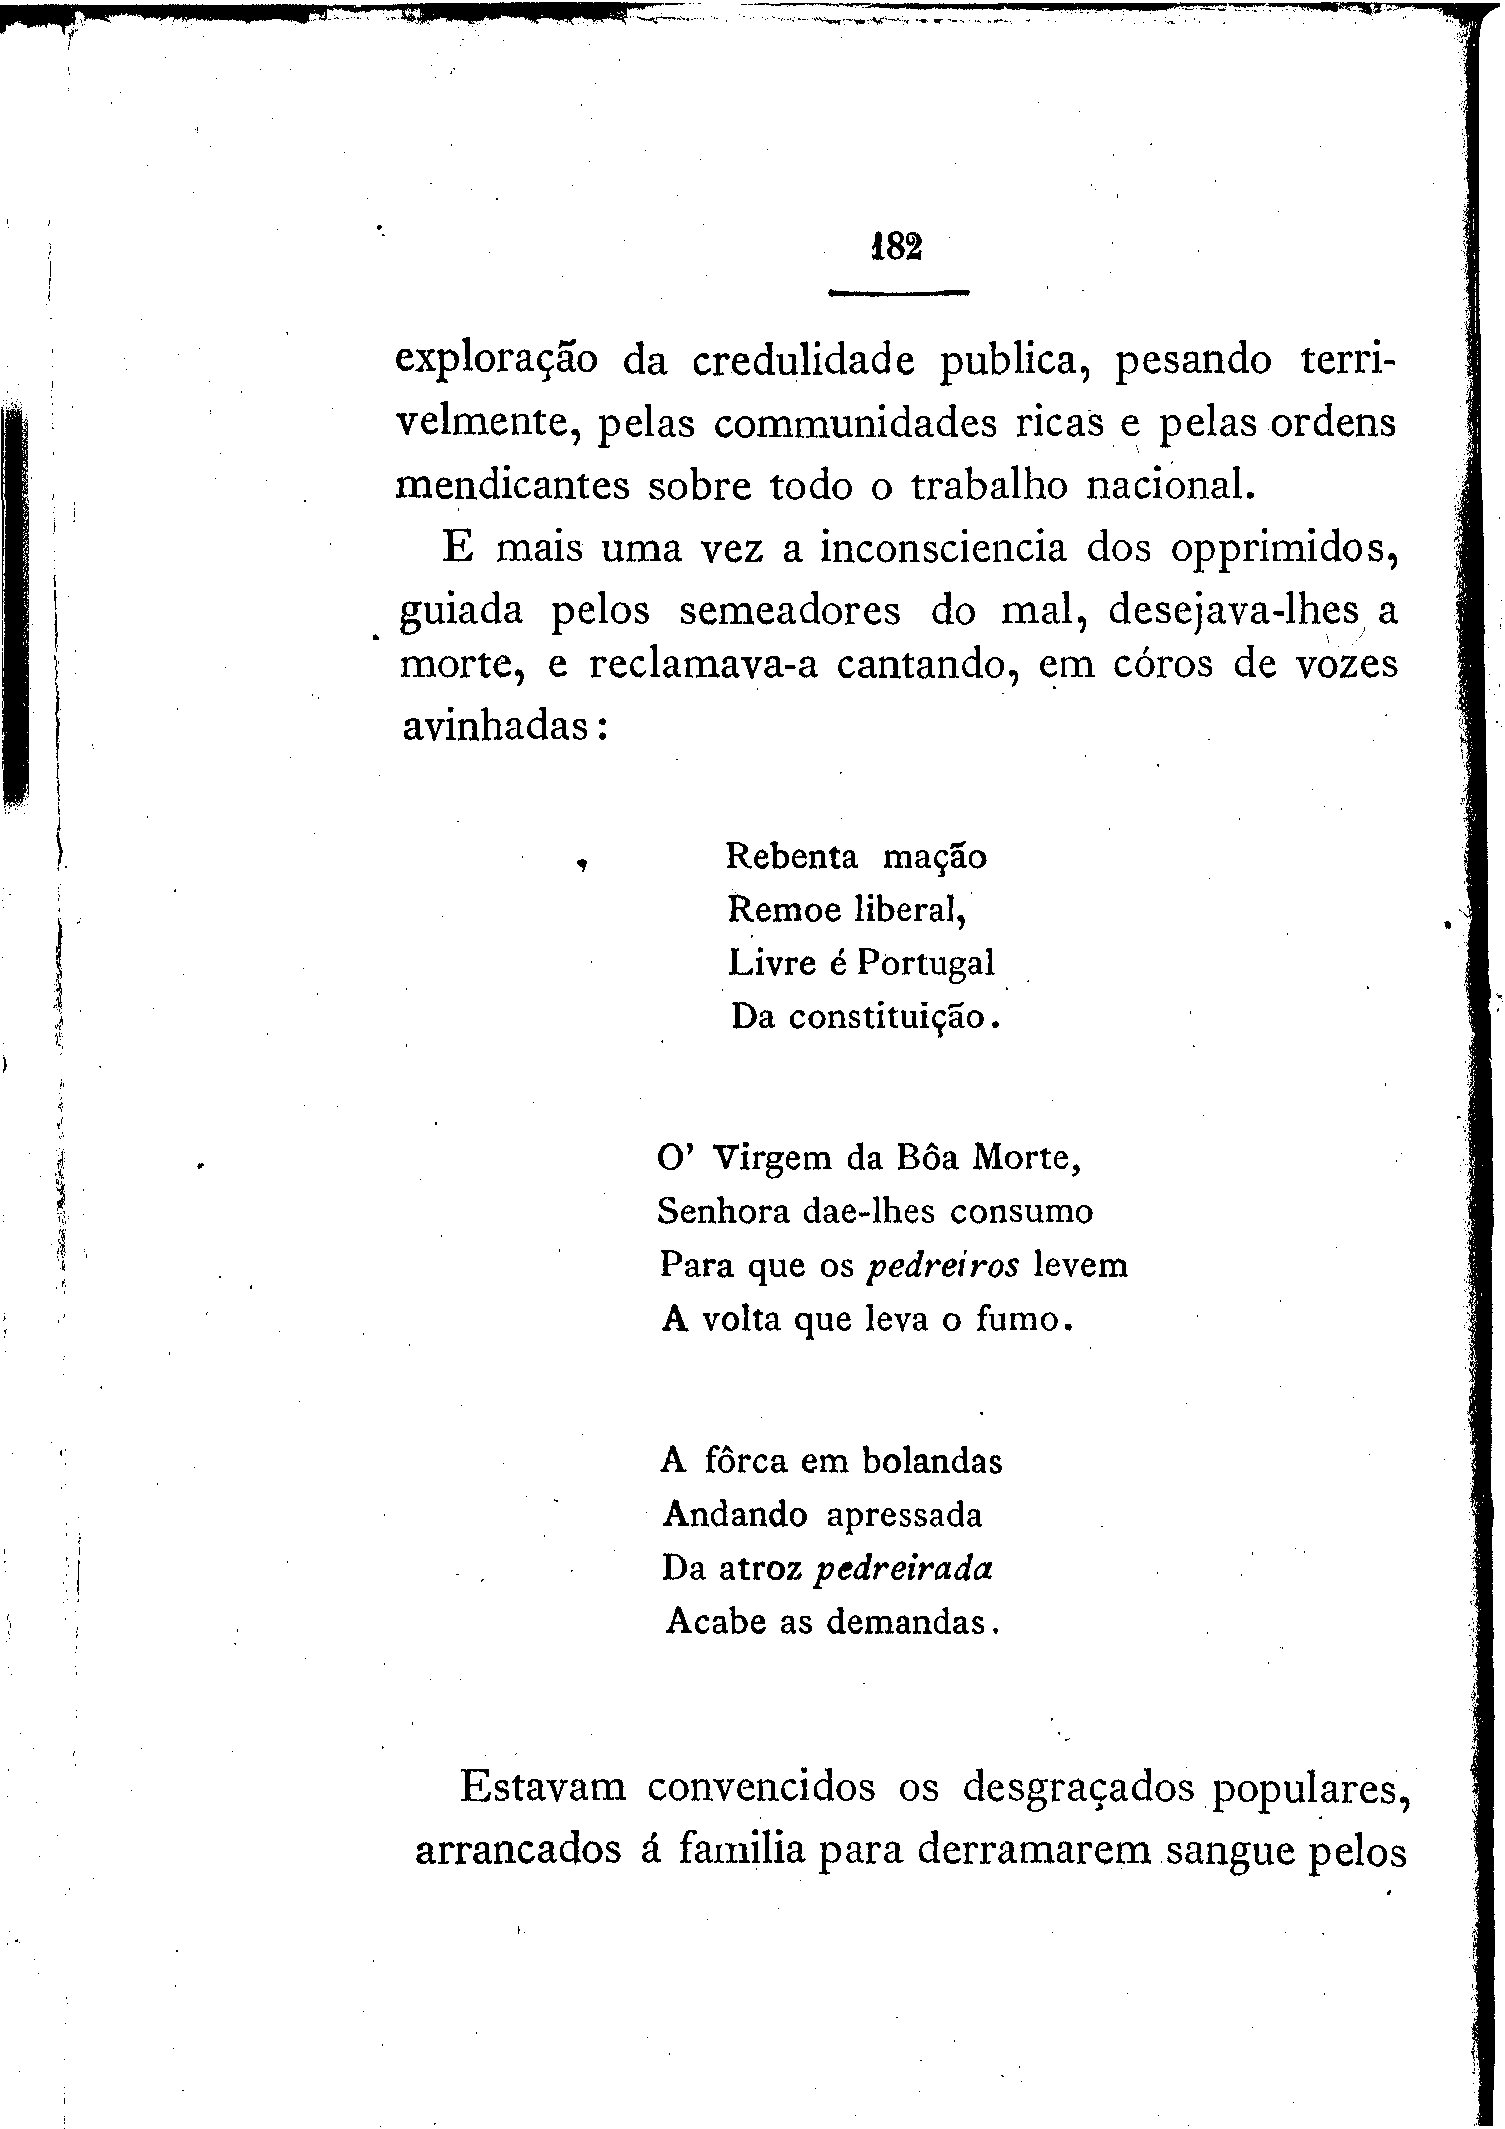 182
exploração da credulidade publica, pesando terri-
velmente, pelas communidades ricas e pelas ordens
mendicantes sobre todo o trabalho nacional.
E mais uma vez a inconsciencia dos opprimidos,
guiada pelos semeadores do mal, desejava-lhes a
morte, e reclamava-a cantando, em córos de vozes
avinhadas:
Rebenta mação
Remoe liberal,
Livre é Portugal
Da constituição.
O' Virgem da Bôa Morte,
Senhora dae-lhes consumo
Para que os pedreiros levem
A volta que leva o fumo.
A fôrca em bolandas
Andando apressada
Da atroz pedreirada
Acabe as demandas.
Estavam convencidos os desgraçados populares,
arrancados á familia para derramarem sangue pelos